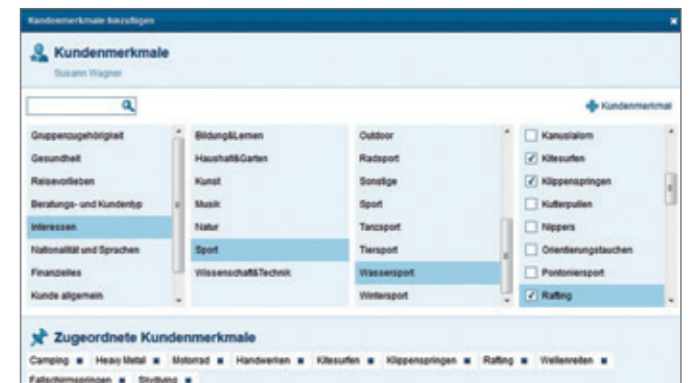 Kundenmerkmale hinzufügen
Kundenmerkmale
Susann Wagner
Kundenmerkmal
Gruppenzugehörigkeit
Gesundheit
Reisevorlieben
Beratungs- und Kundentyp
Interessen
Nationalität und Sprachen
Finanzielles
Kunde allgemein
Bildung&Lernen
Haushalt&Garten
Kunst
Musik
Natur
Sport
Wissenschaft&Technik
Outdoor
Radsport
Sonstige
Sport
Tanzsport
Tiersport
Wassersport
Wintersport
Kanuslalom
Kitesurfen
Klippenspringen
Kutterpullen
Nippers
Orientierungstauchen
Pontoniersport
Rafting
Zugeordnete Kundenmerkmale
Camping Heavy Metal Motorrad Handwerken Kitesurfen Klippenspringen Rafting Wellenreiten
Fallschirmspringen Skydiving